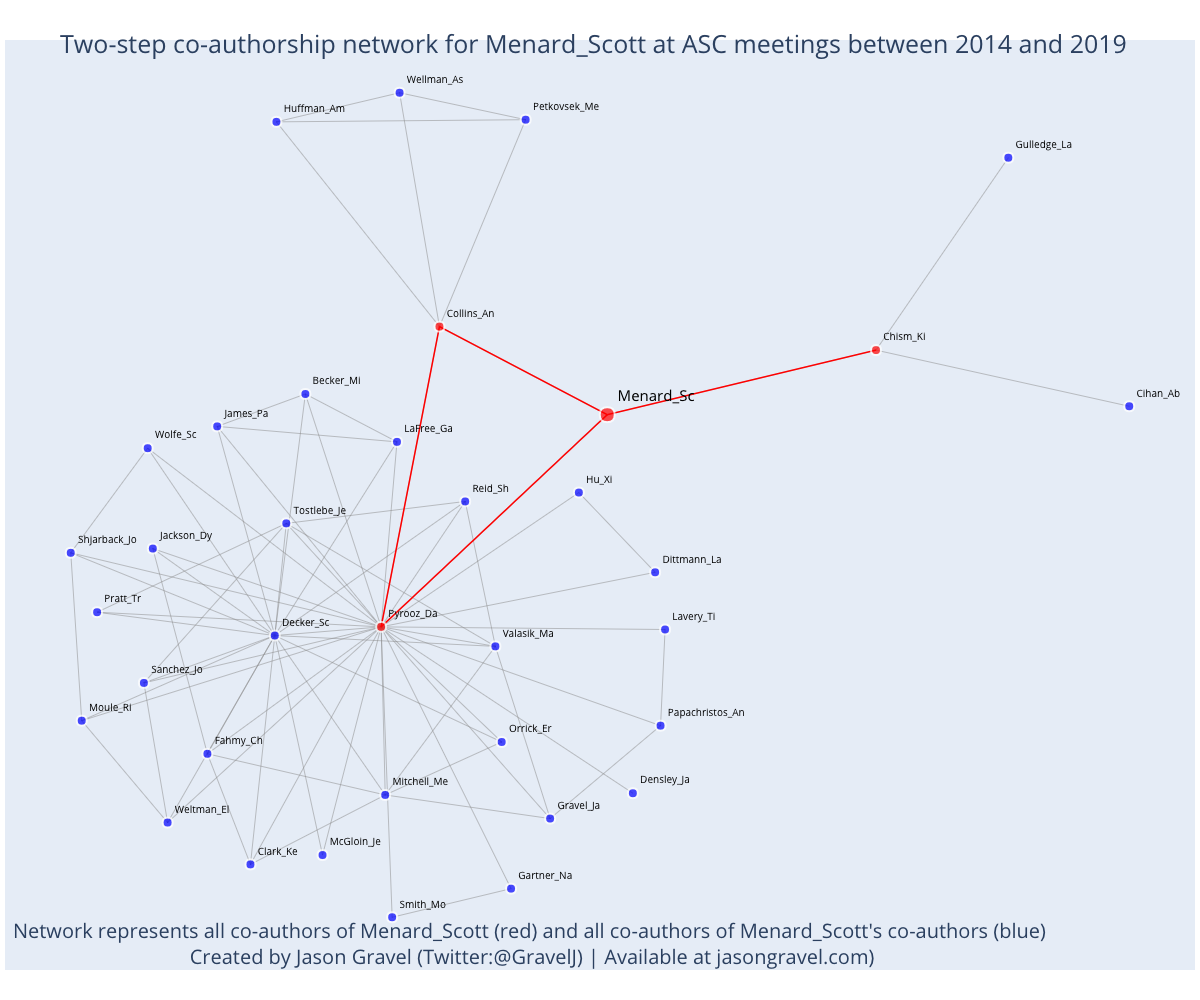 Two-step co-authorship network for Menard_Scott at ASC meetings between 2014 and 2019
Wellman_As
Huffman_Am
Petkovsek_Me
Gulledge_La
Collins_An
Chism_Ki
Becker_Mi
Menard_Sc
Cihan_Ab
James_Pa
LaFree_Ga
Wolfe_Sc
Hu_Xi
Reid_Sh
Tostlebe_Je
Jackson_Dy
Shjarback_Jo
Dittmann_La
Pratt_Tr
Pyrooz_Da
Lavery_Ti
Decker_Sc
Valasik_Ma
Sanchez_Jo
Moule_Ri
Papachristos_An
Orrick_Er
Fahmy_Ch
Densley_Ja
Mitchell_Me
Gravel_Ja
Weltman_El
McGloin_Je
Clark_Ke
Gartner_Na
Smith_Mo
Network represents all co-authors of Menard_Scott (red) and all co-authors of Menard_Scott's co-authors (blue)
Created by Jason Gravel (Twitter:@GravelJ) | Available at jasongravel.com)